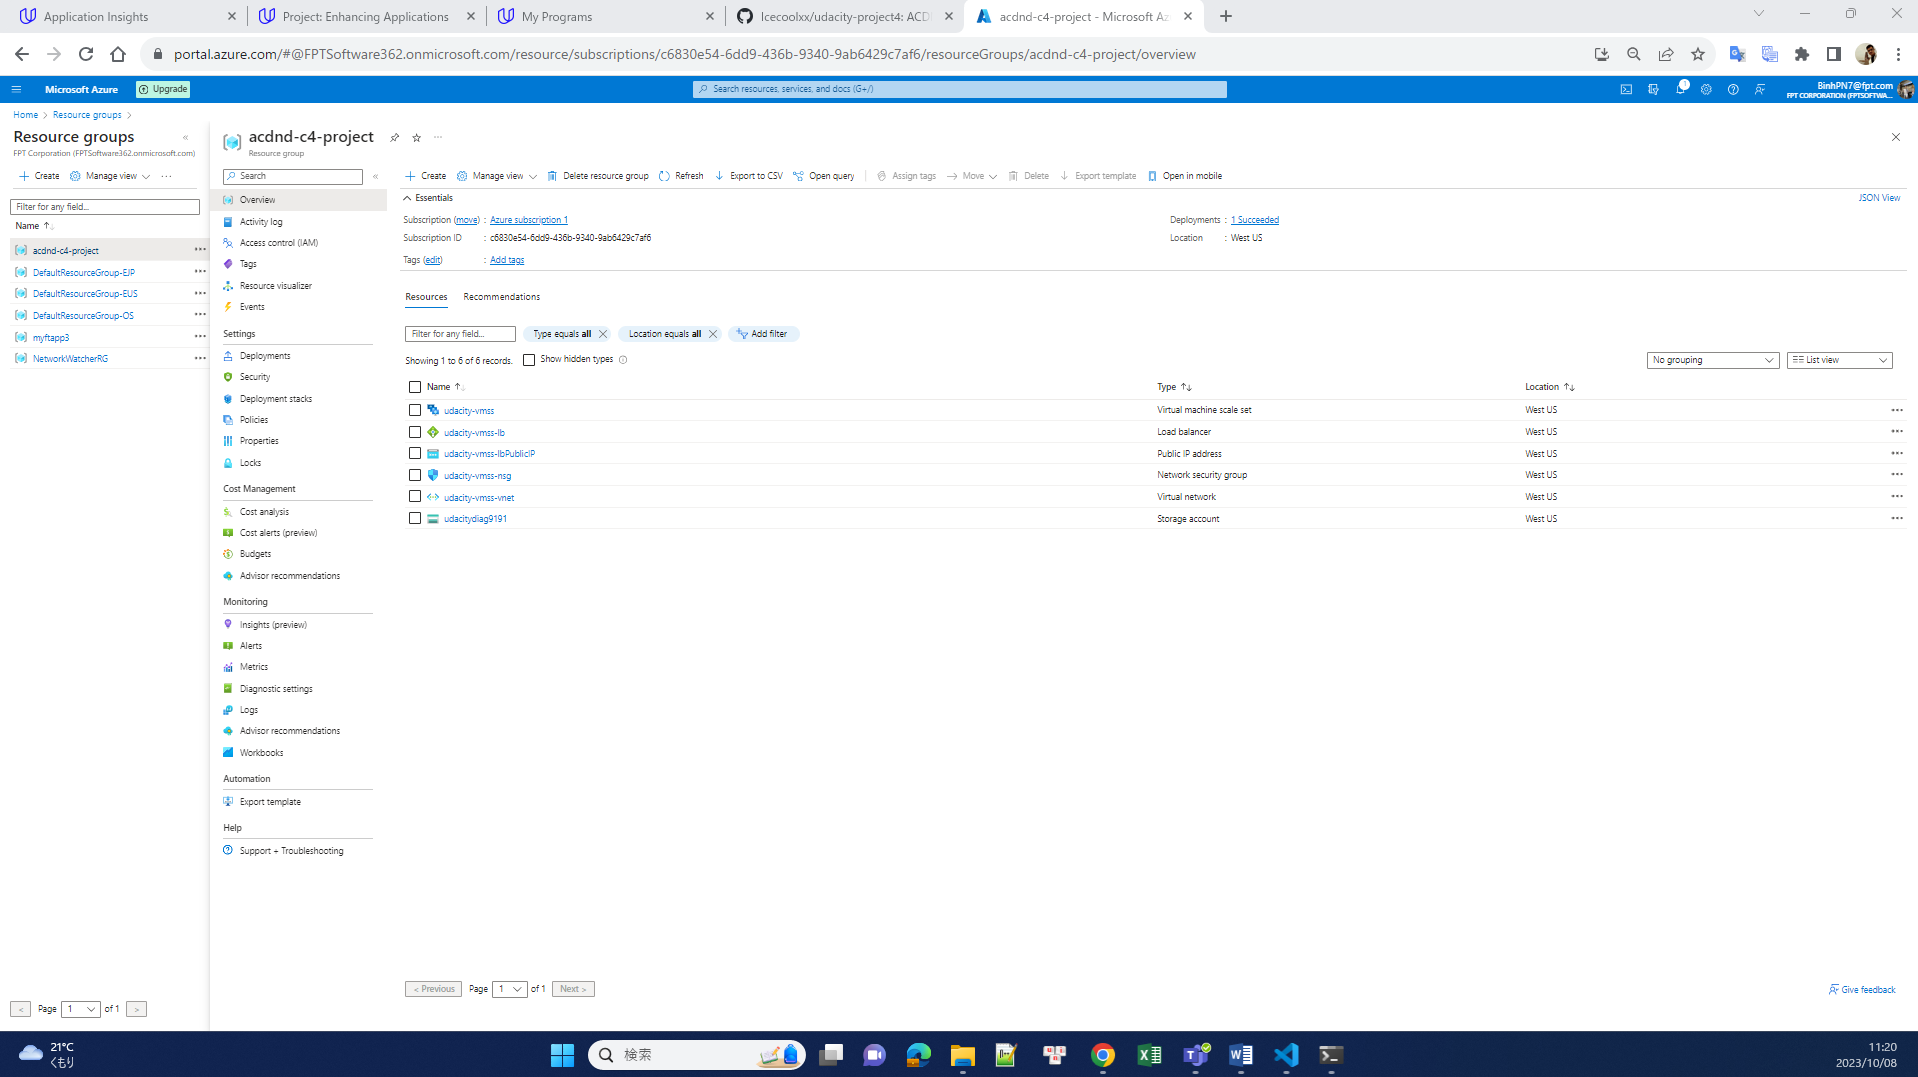 Application Insights
Project: Enhancing Applications
My Programs
Icecoolxx/udacity-project4: ACD
acdnd-c4-project - Microsoft Az
portal.azure.com/#@FPTSoftware362.onmicrosoft.com/resource/subscriptions/c6830e54-6dd9-436b-9340-9ab6429c7af6/resourceGroups/acdnd-c4-project/overview
Microsoft Azure
Upgrade
Search resources, services, and docs (G+/)
1
BinhPN7@fpt.com
FPT CORPORATION (FPTSOFTWA...
Home > Resource groups >
Resource groups
FPT Corporation (FPTSoftware362.onmicrosoft.com)
Create
Manage view
Filter for any field...
Name
acdnd-c4-project
DefaultResourceGroup-EJP
DefaultResourceGroup-EUS
DefaultResourceGroup-OS
myftapp3
NetworkWatcherRG
< Page 1 of 1 >
acdnd-c4-project
Resource group
Search
Overview
Activity log
Access control (IAM)
Tags
Resource visualizer
Events
Settings
Deployments
Security
Deployment stacks
Policies
Properties
Locks
Cost Management
Cost analysis
Cost alerts (preview)
Budgets
Advisor recommendations
Monitoring
Insights (preview)
Alerts
Metrics
Diagnostic settings
Logs
Advisor recommendations
Workbooks
Automation
Export template
Help
Support + Troubleshooting
Create Manage view Delete resource group Refresh Export to CSV Open query Assign tags Move Delete Export template Open in mobile
Essentials
JSON View
Subscription (move) : Azure subscription 1
Deployments : 1 Succeeded
Subscription ID : c6830e54-6dd9-436b-9340-9ab6429c7af6
Location : West US
Tags (edit) : Add tags
Resources Recommendations
Filter for any field... Type equals all Location equals all Add filter
Showing 1 to 6 of 6 records. Show hidden types
No grouping List view
Name Type Location
udacity-vmss Virtual machine scale set West US
udacity-vmss-lb Load balancer West US
udacity-vmss-lbPublicIP Public IP address West US
udacity-vmss-nsg Network security group West US
udacity-vmss-vnet Virtual network West US
udacitydiag9191 Storage account West US
< Previous Page 1 of 1 Next >
Give feedback
21°C
くもり
検索
11:20
2023/10/08